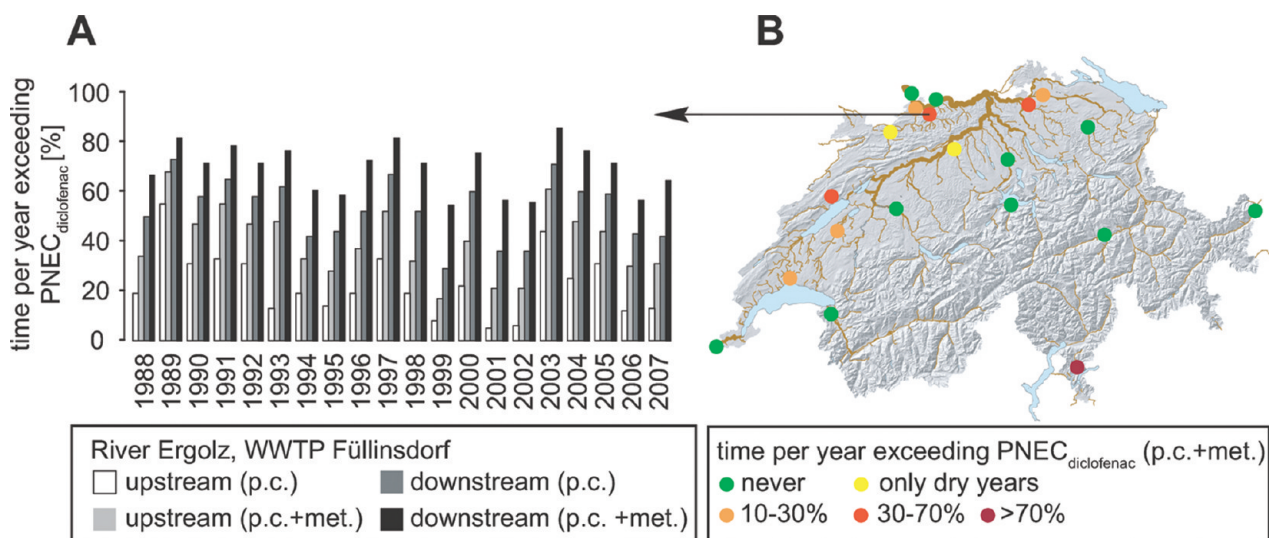 A
B
time per year exceeding
PNECdiclofenac [%]
100
80
60
40
20
0
1988
1989
1990
1991
1992
1993
1994
1995
1996
1997
1998
1999
2000
2001
2002
2003
2004
2005
2006
2007
River Ergolz, WWTP Füllinsdorf
upstream (p.c.) downstream (p.c.)
upstream (p.c.+met.) downstream (p.c. +met.)
time per year exceeding PNECdiclofenac (p.c.+met.)
never only dry years
10-30% 30-70% >70%